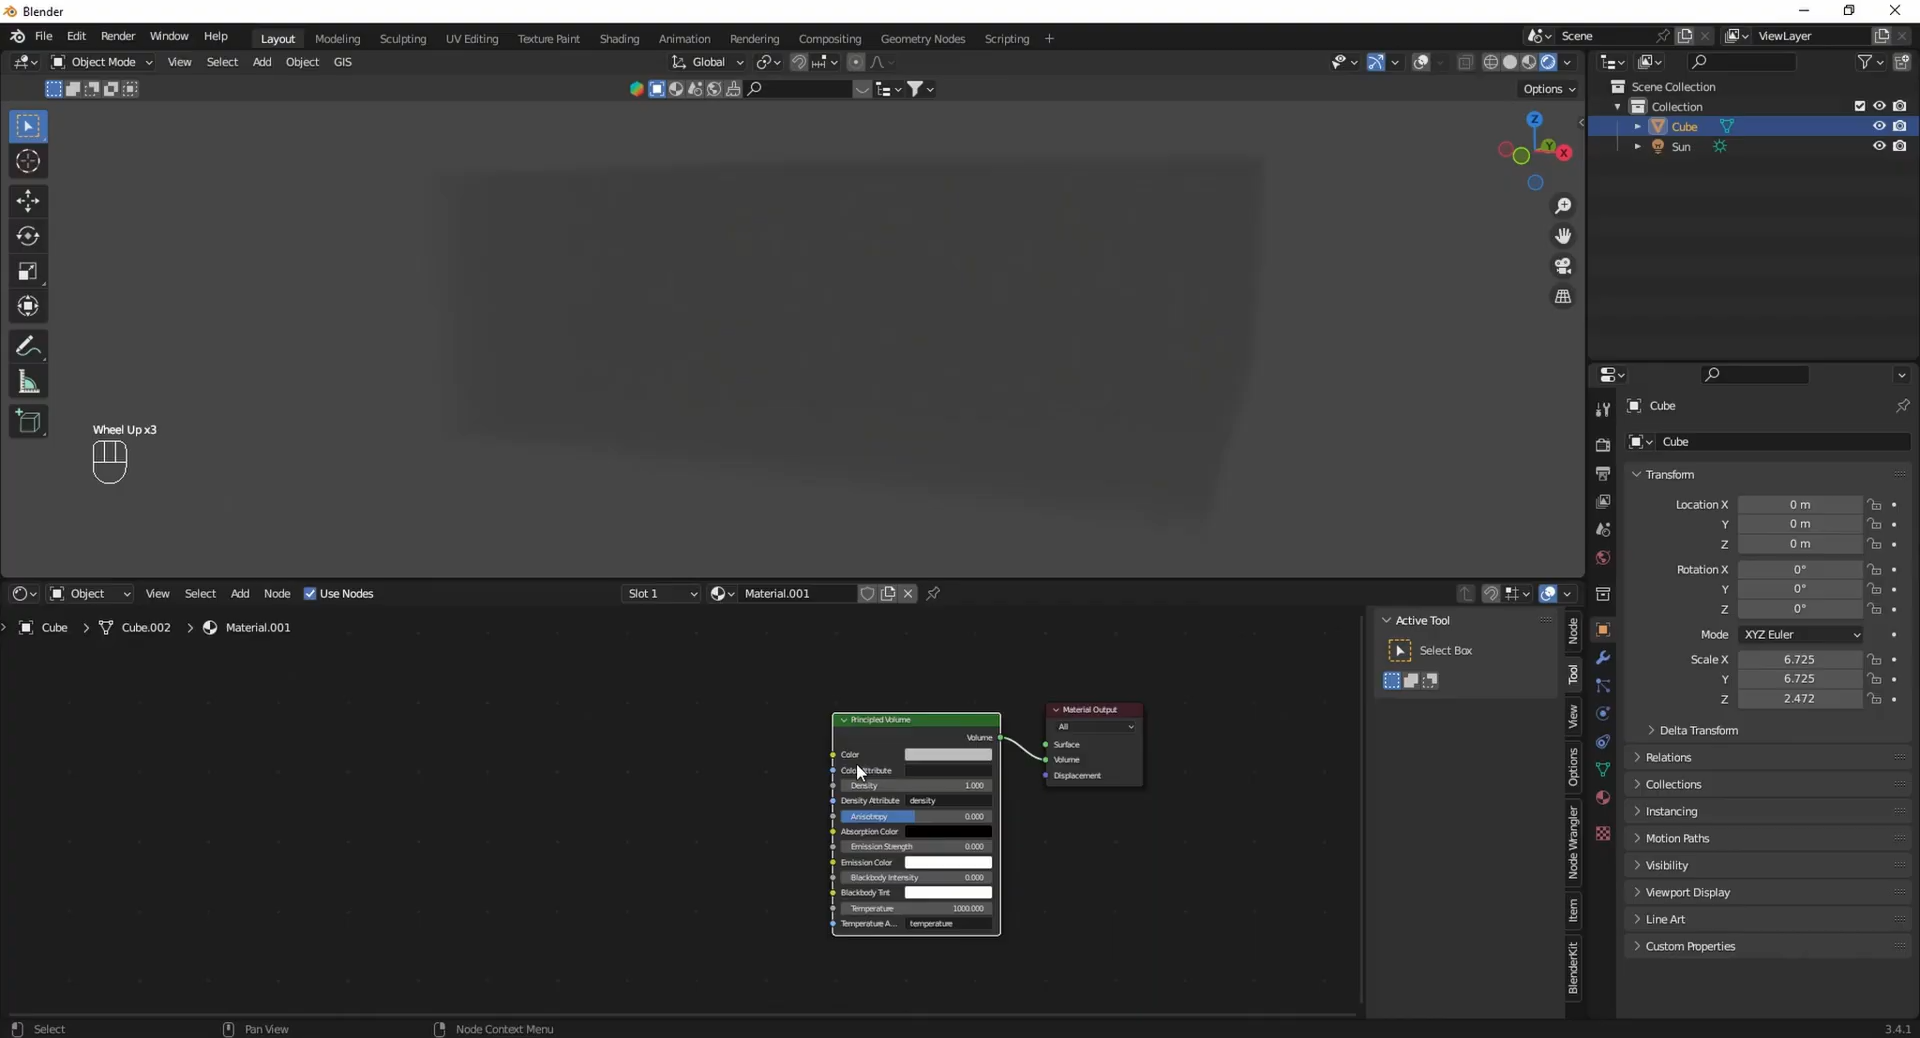 Blender
File Edit Render Window Help
Layout Modeling Sculpting UV Editing Texture Paint Shading Animation Rendering Compositing Geometry Nodes Scripting +
Scene
ViewLayer
Object Mode View Select Add Object GIS
Global
Options
Z
Y
X
Wheel Up x3
Scene Collection
Collection
Cube
Sun
Cube
Cube
Transform
Location X 0 m
Y 0 m
Z 0 m
Rotation X 0°
Y 0°
Z 0°
Mode XYZ Euler
Scale X 6.725
Y 6.725
Z 2.472
Delta Transform
Relations
Collections
Instancing
Motion Paths
Visibility
Viewport Display
Line Art
Custom Properties
Object View Select Add Node Use Nodes
Slot 1
Material.001
Cube > Cube.002 > Material.001
Active Tool
Select Box
Node
Tool
View
Options
Node Wrangler
Item
BlenderKit
Principled Volume
Volume
Color
Density 1.000
Density Attribute density
Anisotropy 0.000
Absorption Color
Emission Strength 0.000
Emission Color
Blackbody Intensity 0.000
Blackbody Tint
Temperature 1000.000
Temperature A... temperature
Material Output
All
Surface
Volume
Displacement
Select
Pan View
Node Context Menu
3.4.1